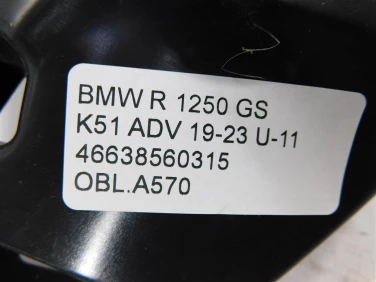 BMW R 1250 GS
K51 ADV 19-23 U-11
46638560315
OBL.A570